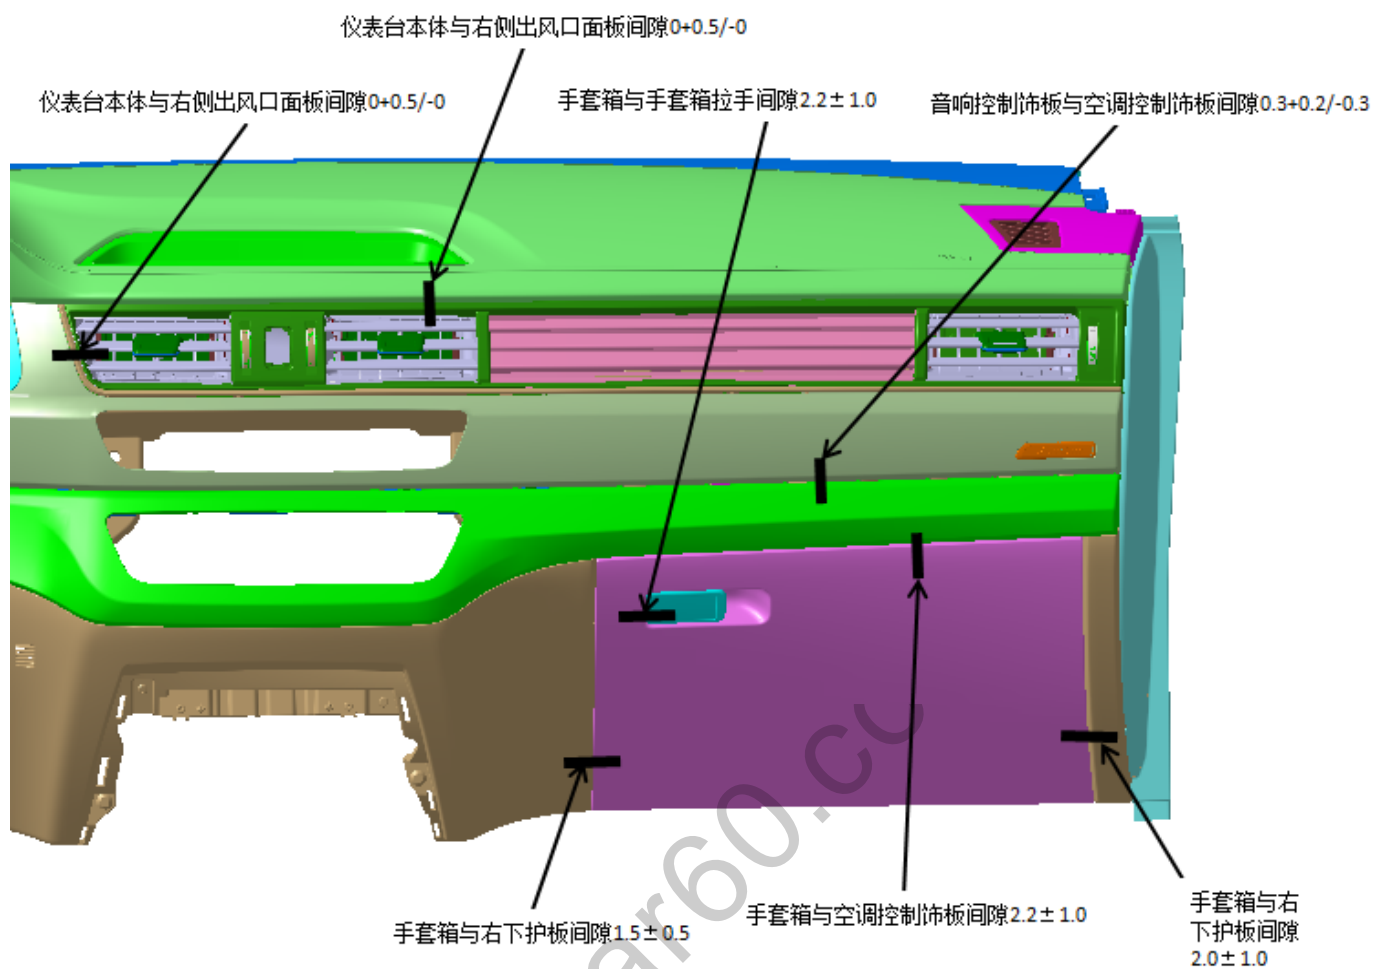 仪表台本体与右侧出风口面板间隙0+0.5/-0
仪表台本体与右侧出风口面板间隙0+0.5/-0
手套箱与手套箱拉手间隙2.2±1.0
音响控制饰板与空调控制饰板间隙0.3+0.2/-0.3
手套箱与右下护板间隙1.5±0.5
手套箱与空调控制饰板间隙2.2±1.0
手套箱与右
下护板间隙
2.0±1.0
ar60.cc